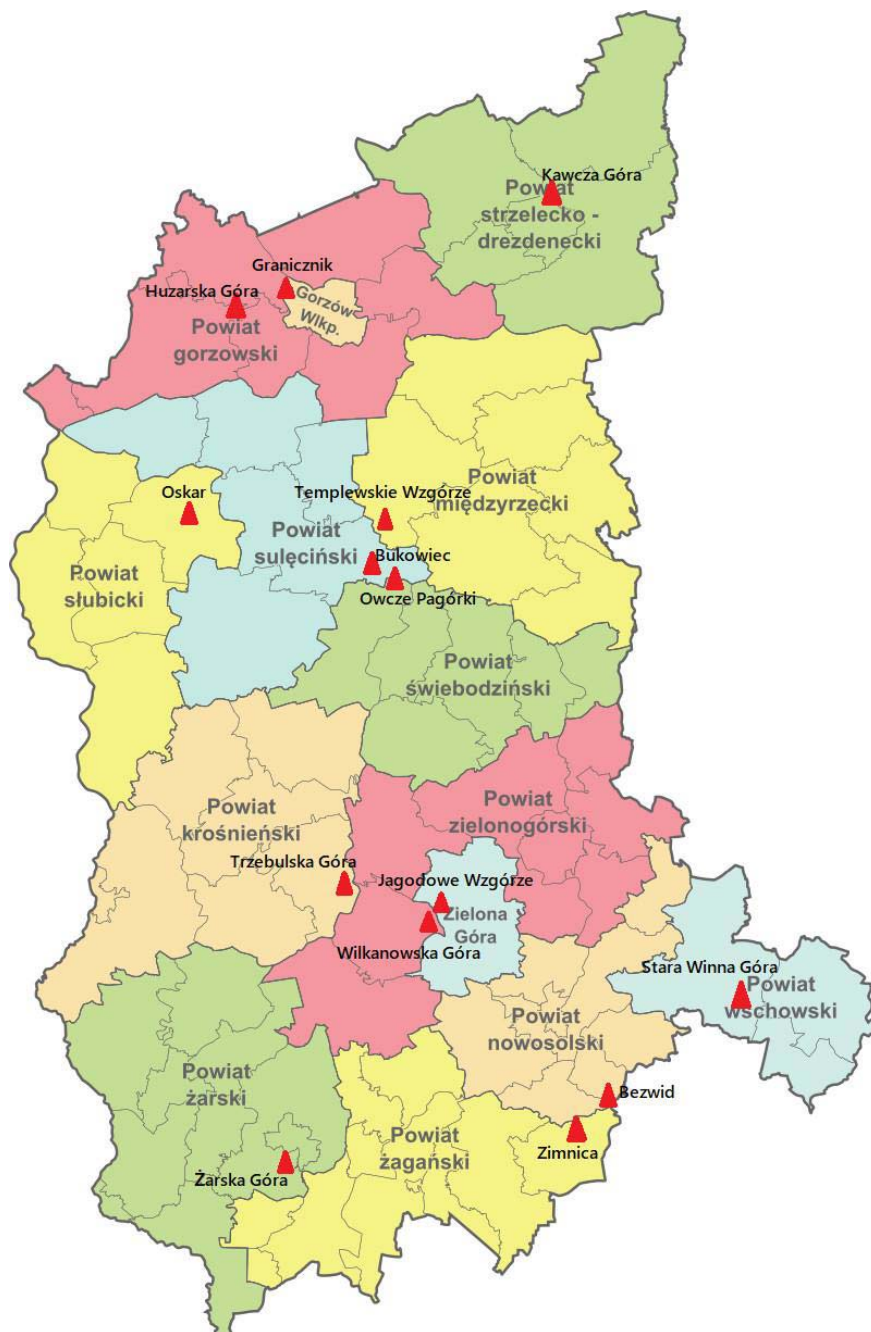 Kawcza Góra
Powiat
strzelecko -
drezdenecki
Granicznik
Huzarska Góra
Gorzów
Wlkp.
Powiat
gorzowski
Powiat
międzyrzecki
Oskar
Templewskie Wzgórze
Powiat
sulęciński
Bukowiec
Owcze Pagórki
Powiat
słubicki
Powiat
świebodziński
Powiat
krośnieński
Powiat
zielonogórski
Trzebulska Góra
Jagodowe Wzgórze
Zielona
Góra
Wilkanowska Góra
Stara Winna Góra
Powiat
wschowski
Powiat
nowosolski
Powiat
żarski
Bezwid
Powiat
żagański
Zimnica
Żarska Góra